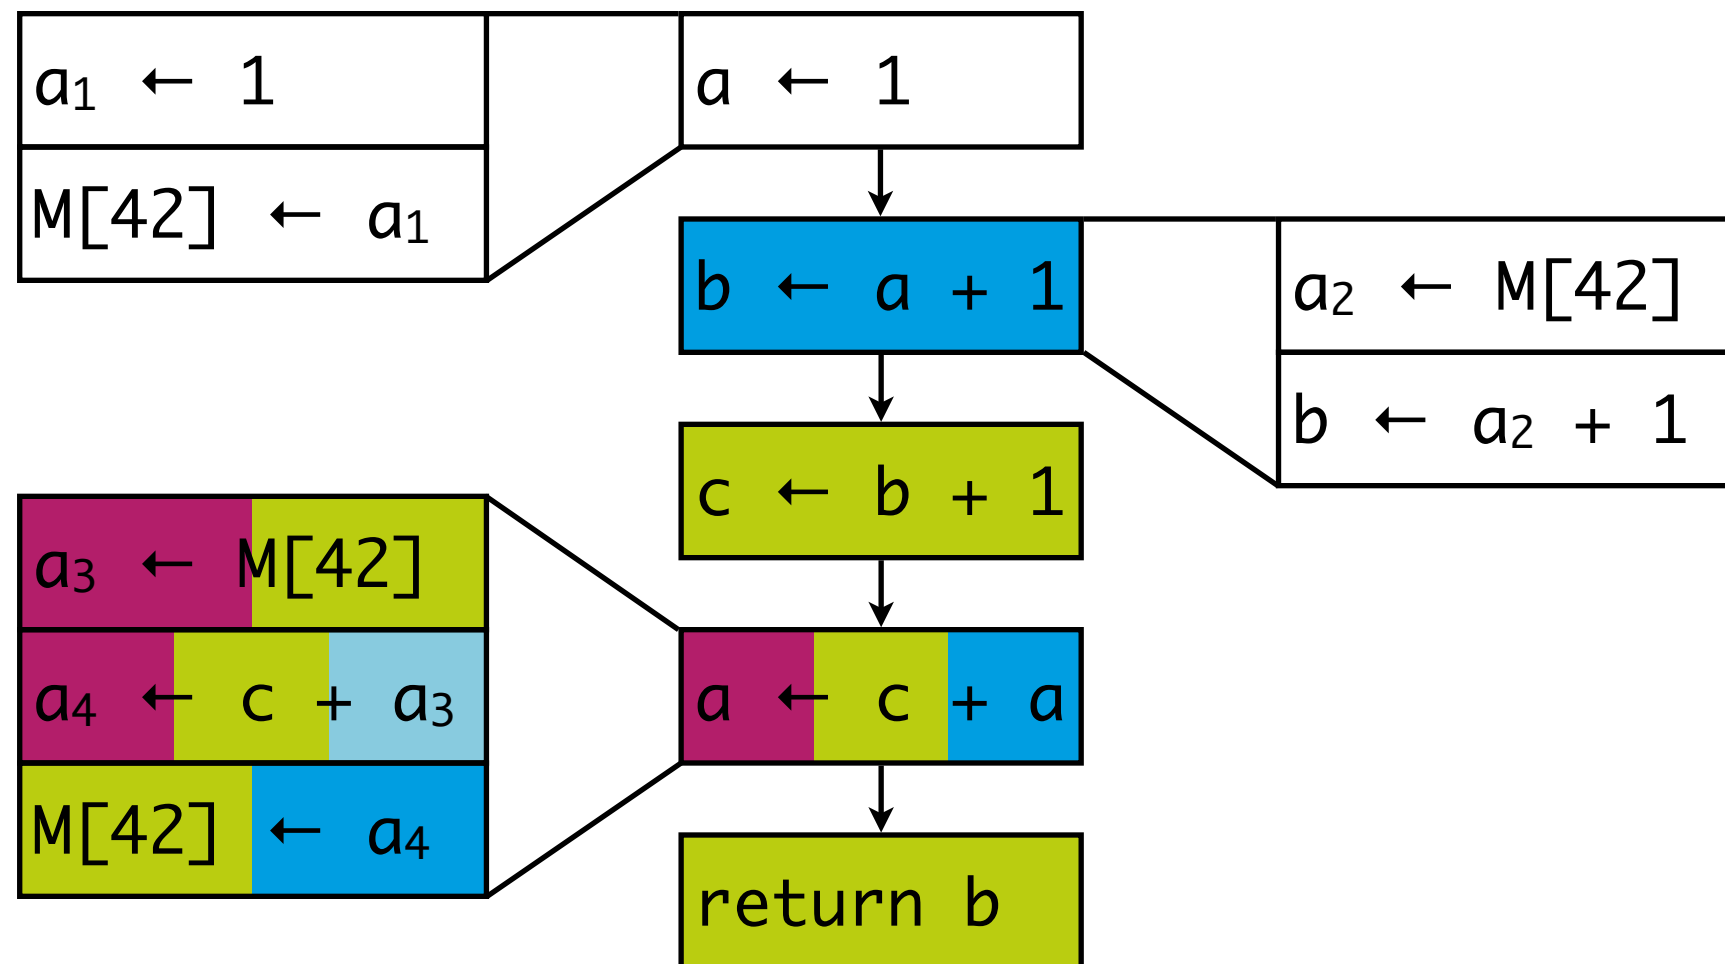 a₁ ← 1
M[42] ← a₁
a ← 1
b ← a + 1
a₂ ← M[42]
b ← a₂ + 1
c ← b + 1
a₃ ← M[42]
a₄ ← c + a₃
M[42] ← a₄
a ← c + a
return b